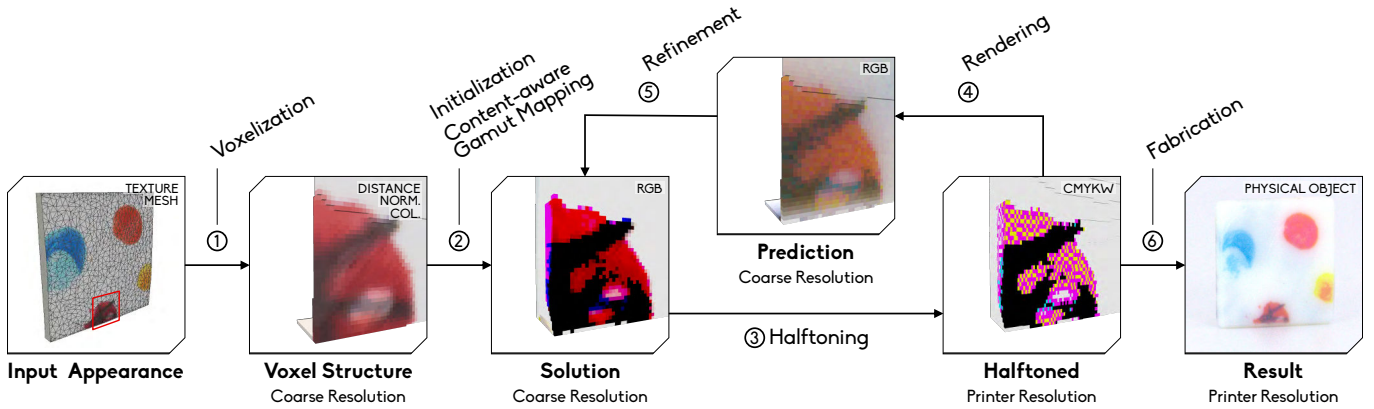 Voxelization
①
Initialization
Content-aware
Gamut Mapping
②
Refinement
⑤
Rendering
④
Fabrication
⑥
TEXTURE
MESH
DISTANCE
NORM.
COL.
RGB
RGB
CMYKW
PHYSICAL OBJECT
③ Halftoning
Input Appearance
Voxel Structure
Coarse Resolution
Solution
Coarse Resolution
Prediction
Coarse Resolution
Halftoned
Printer Resolution
Result
Printer Resolution